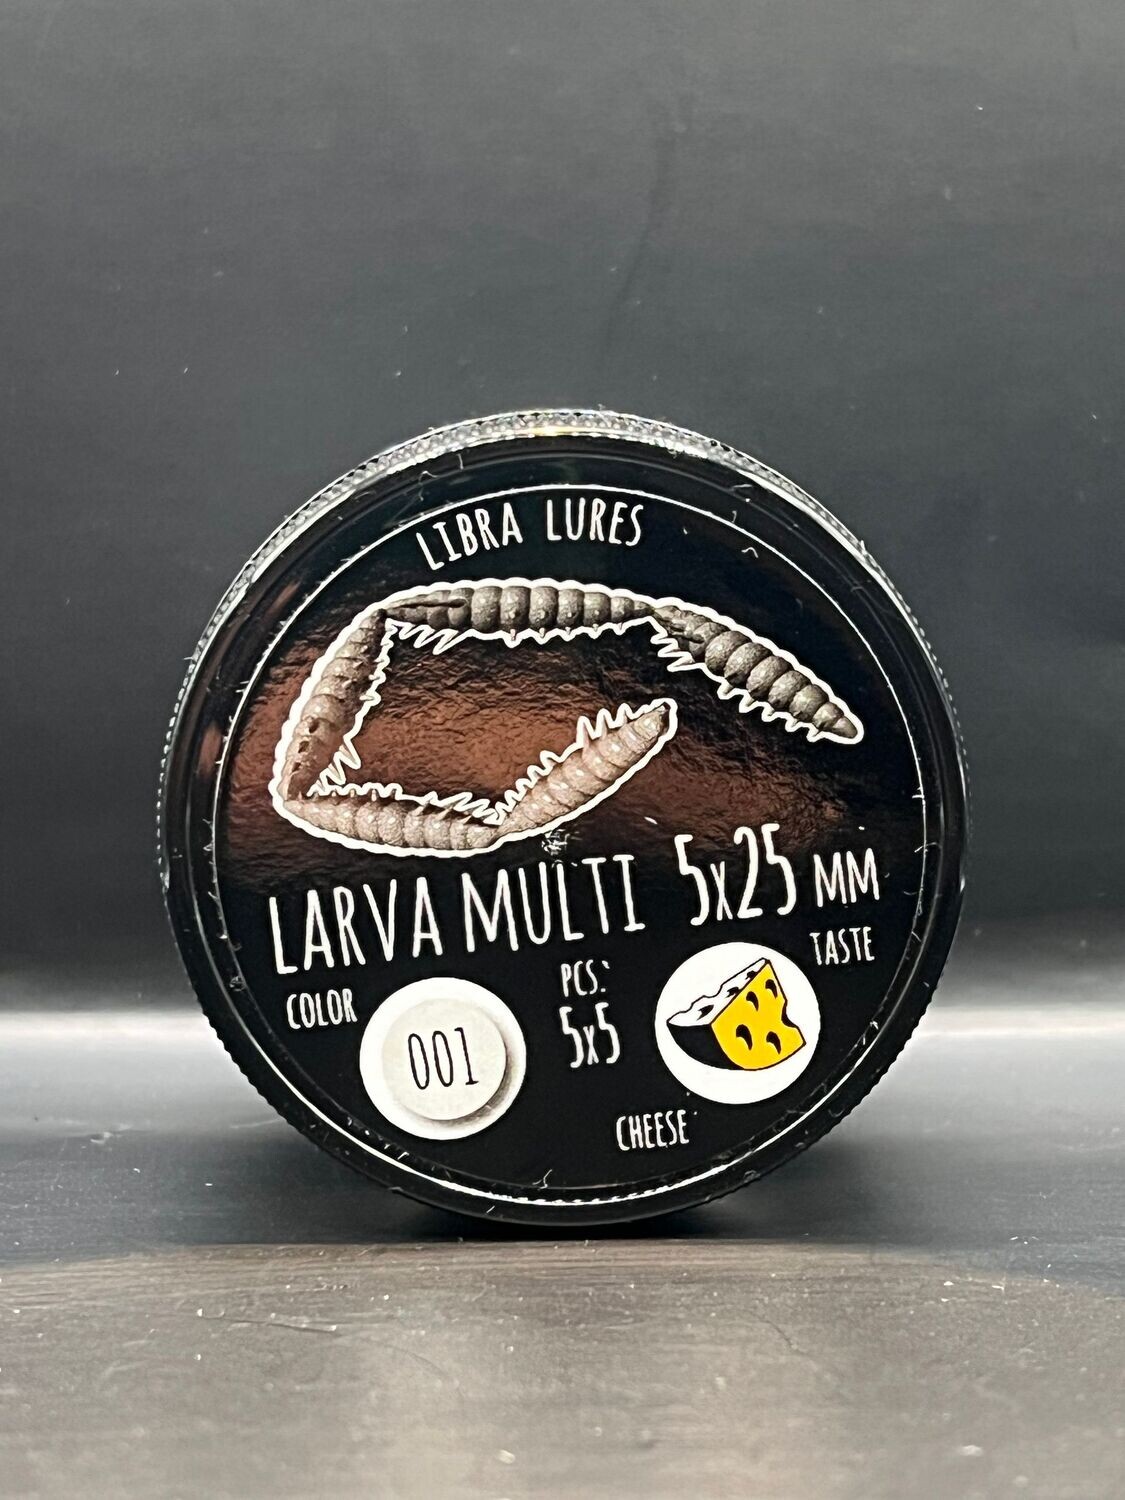 LIBRA LURES
LARVA MULTI 5x25 MM
COLOR
001
PCS:
5x5
TASTE
CHEESE